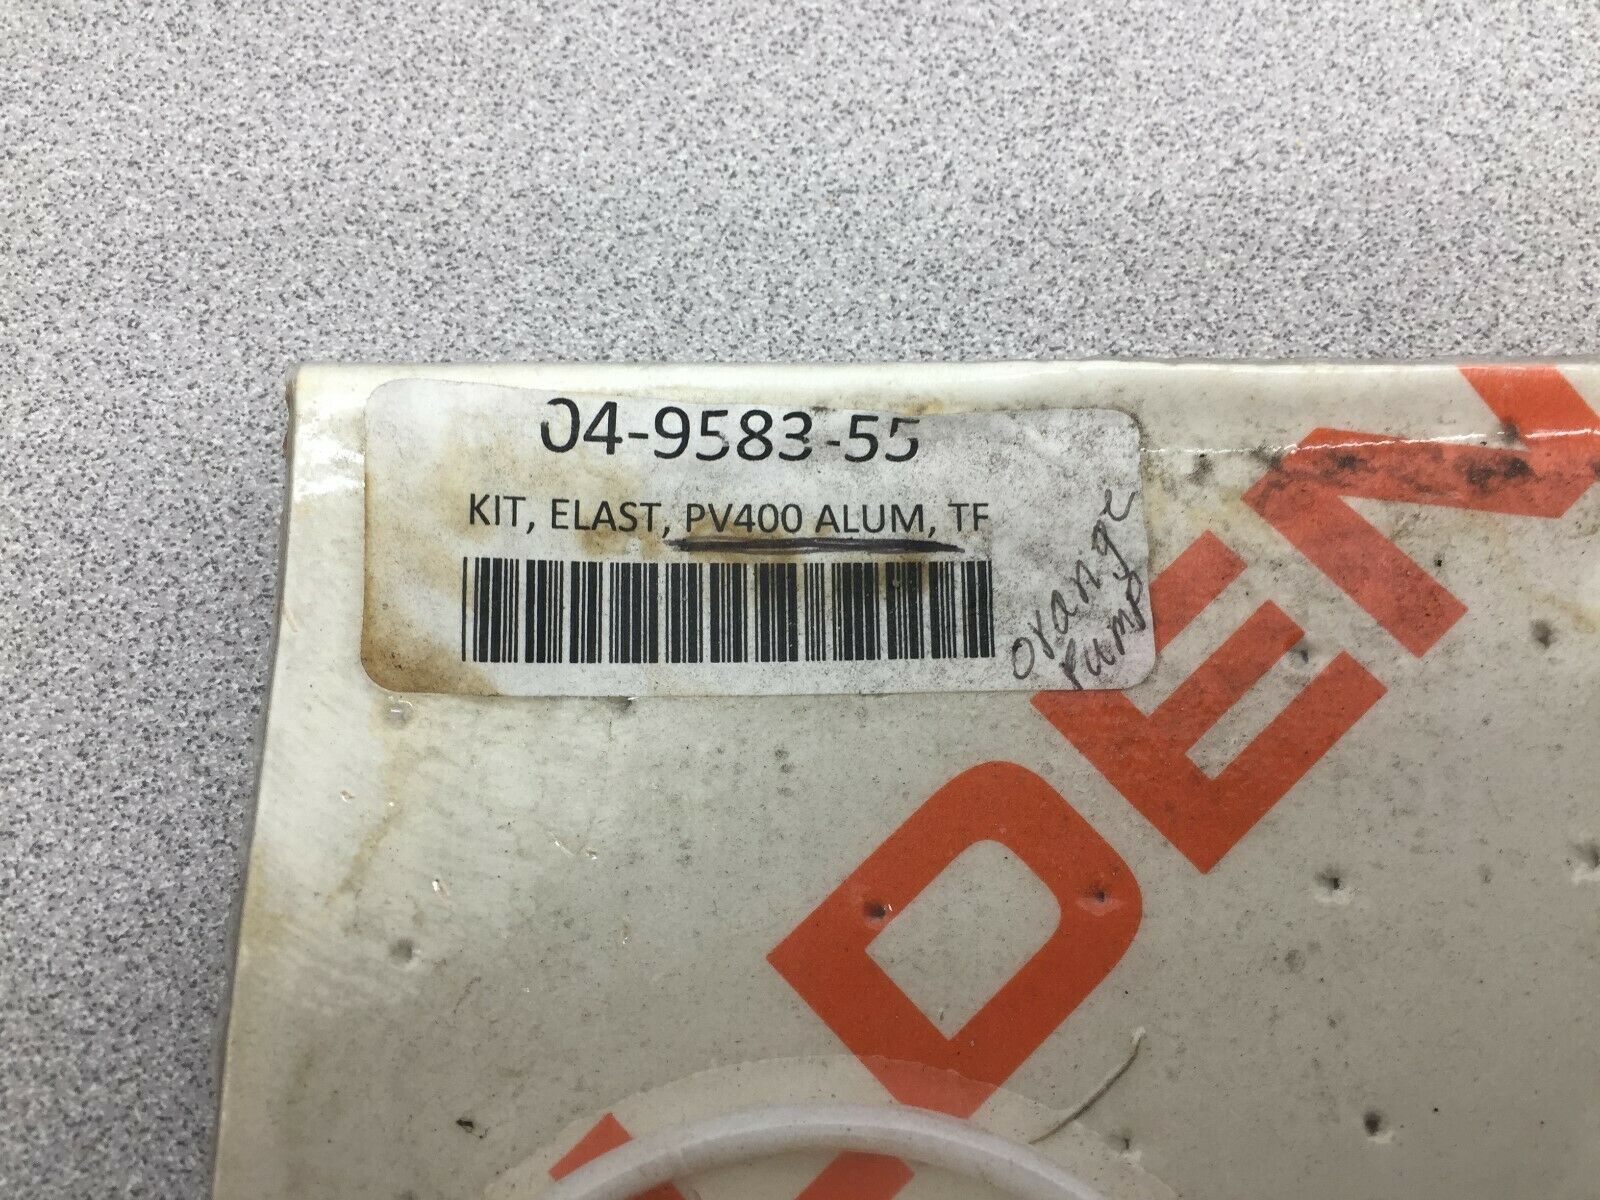 04-9583-55
KIT, ELAST, PV400 ALUM, TF
orange
Pump
DEN